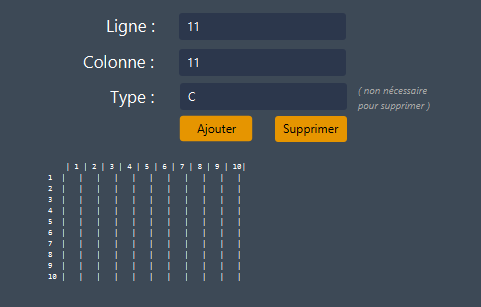 Ligne : 11
Colonne : 11
Type : C ( non nécessaire
pour supprimer )
Ajouter Supprimer
| 1 | 2 | 3 | 4 | 5 | 6 | 7 | 8 | 9 | 10|
1 | | | | | | | | | | |
2 | | | | | | | | | | |
3 | | | | | | | | | | |
4 | | | | | | | | | | |
5 | | | | | | | | | | |
6 | | | | | | | | | | |
7 | | | | | | | | | | |
8 | | | | | | | | | | |
9 | | | | | | | | | | |
10 | | | | | | | | | | |